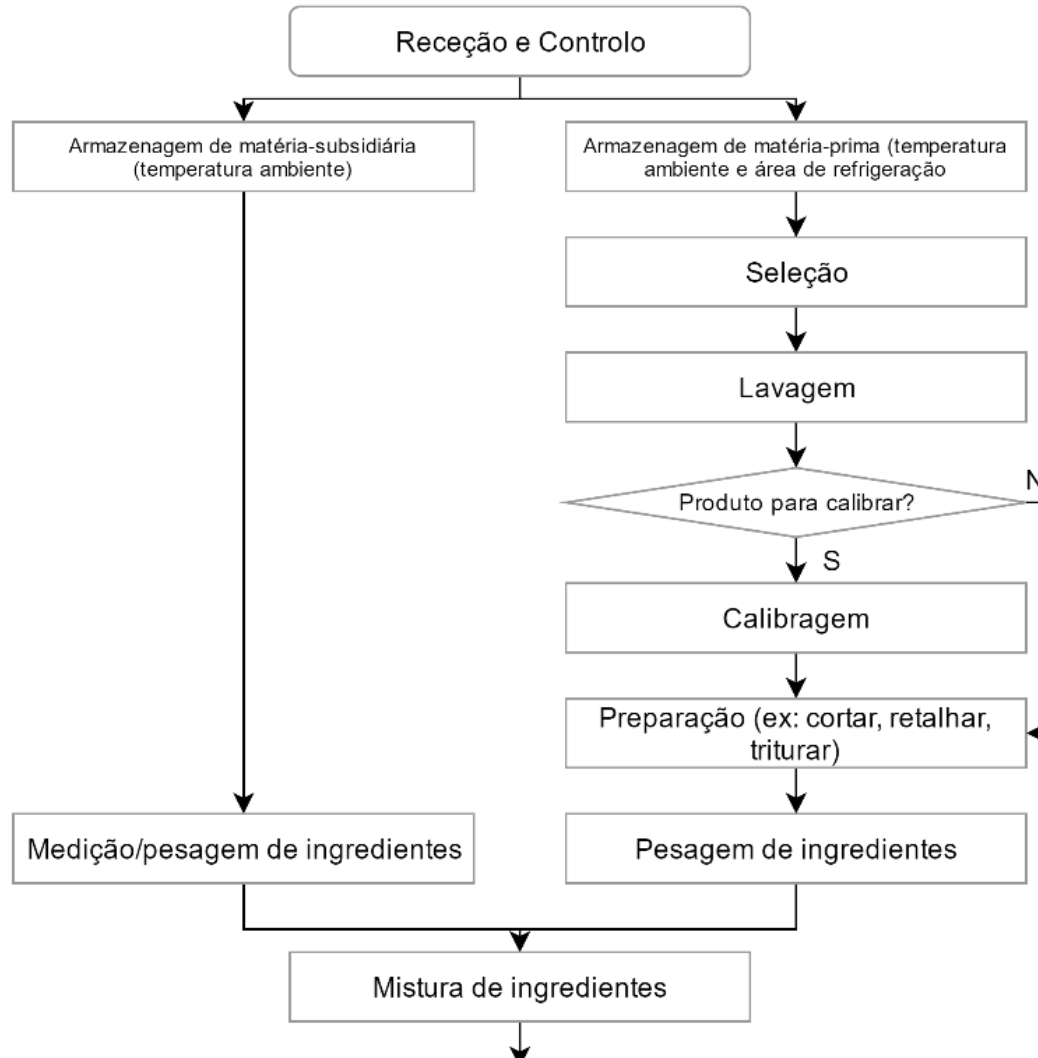 Receção e Controlo
Armazenagem de matéria-subsidiária
(temperatura ambiente)
Armazenagem de matéria-prima (temperatura
ambiente e área de refrigeração
Seleção
Lavagem
Produto para calibrar?
N
S
Calibragem
Preparação (ex: cortar, retalhar,
triturar)
Medição/pesagem de ingredientes
Pesagem de ingredientes
Mistura de ingredientes